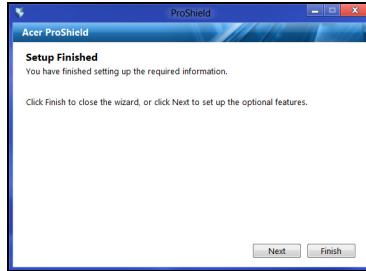 ProShield
Acer ProShield
Setup Finished
You have finished setting up the required information.
Click Finish to close the wizard, or click Next to set up the optional features.
Next Finish